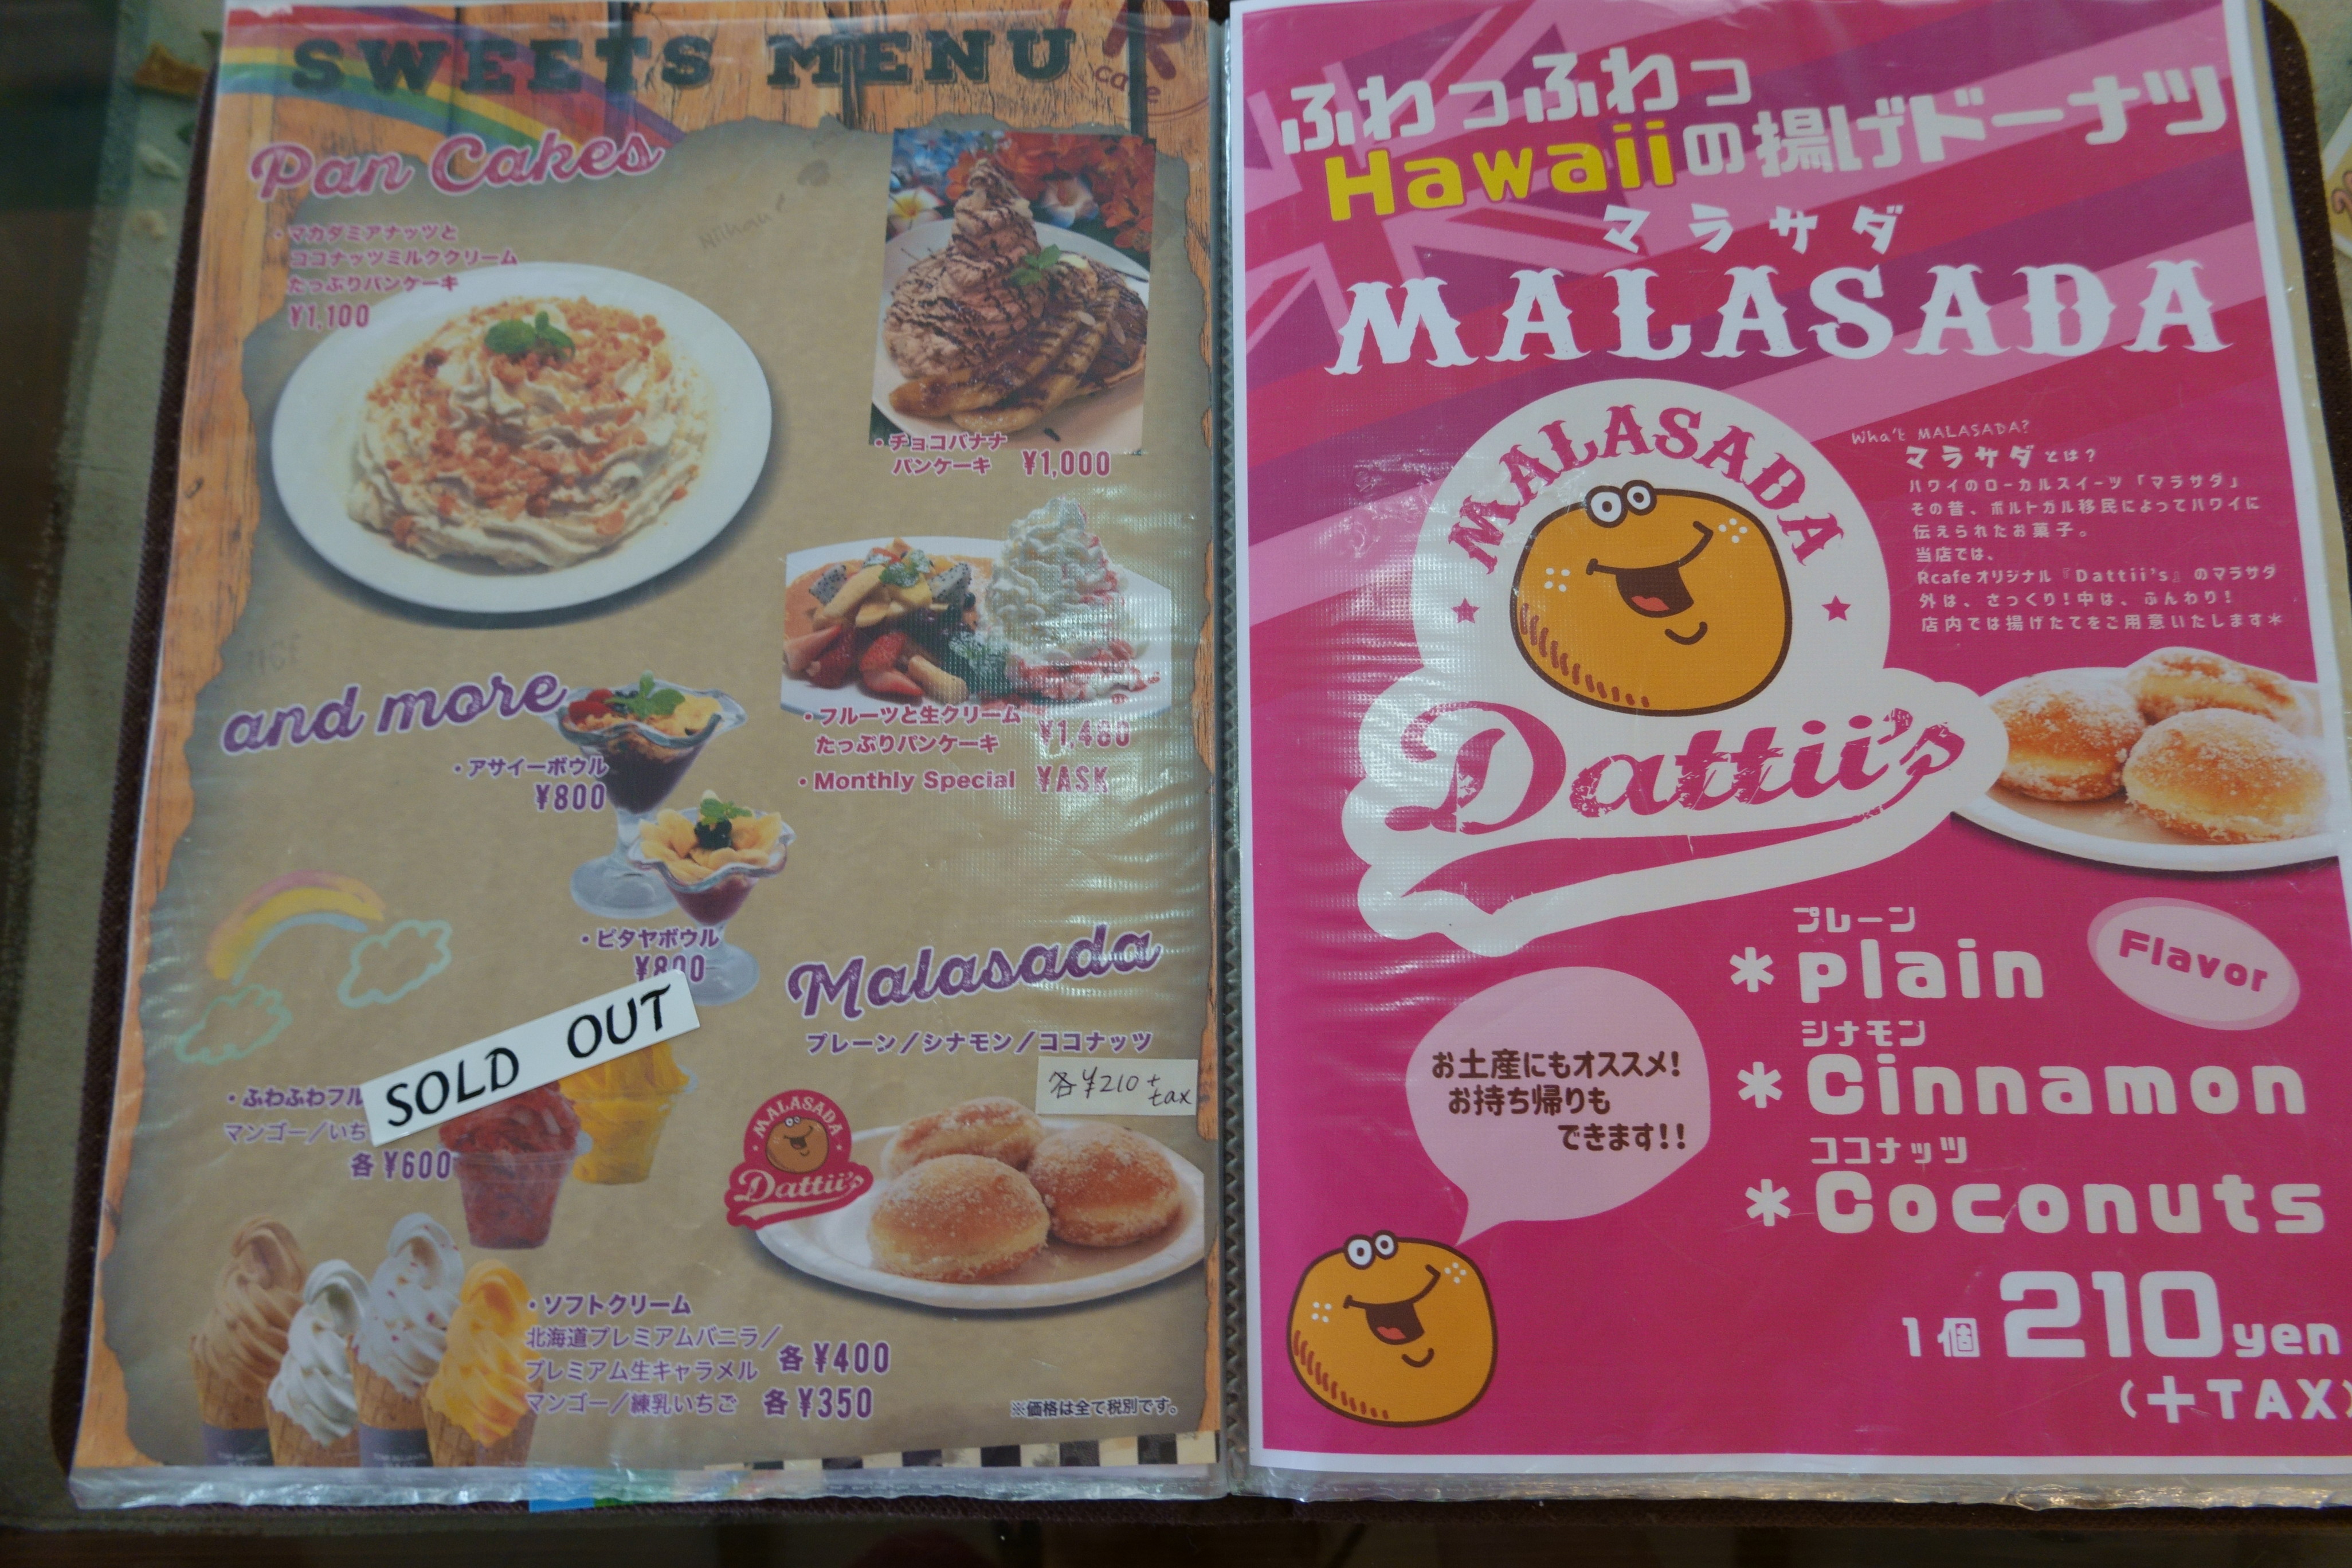 SWEETS MENU
R
cafe
Pan Cakes
・マカダミアナッツと
ココナッツミルククリーム
たっぷりパンケーキ
¥1,100
・チョコバナナ
パンケーキ ¥1,000
・フルーツと生クリーム
たっぷりパンケーキ ¥1,480
・Monthly Special ¥ASK
and more
・アサイーボウル
¥800
・ピタヤボウル
¥800
SOLD OUT
・ふわふわフル
マンゴー／いち
各 ¥600
Malasada
プレーン／シナモン／ココナッツ
各¥210+tax
MALASADA
Dattii's
・ソフトクリーム
北海道プレミアムバニラ／
プレミアム生キャラメル 各 ¥400
マンゴー／練乳いちご 各 ¥350
※価格は全て税別です。
ふわっふわっ
Hawaiiの揚げドーナツ
マラサダ
MALASADA
MALASADA
Dattii's
Wha't MALASADA?
マラサダとは？
ハワイのローカルスイーツ「マラサダ」
その昔、ポルトガル移民によってハワイに
伝えられたお菓子。
当店では、
Rcafeオリジナル『Dattii's』のマラサダ
外は、さっくり！中は、ふんわり！
店内では揚げたてをご用意いたします＊
Flavor
プレーン
＊plain
シナモン
＊Cinnamon
ココナッツ
＊Coconuts
お土産にもオススメ！
お持ち帰りも
できます！！
1個 210yen
（＋TAX）